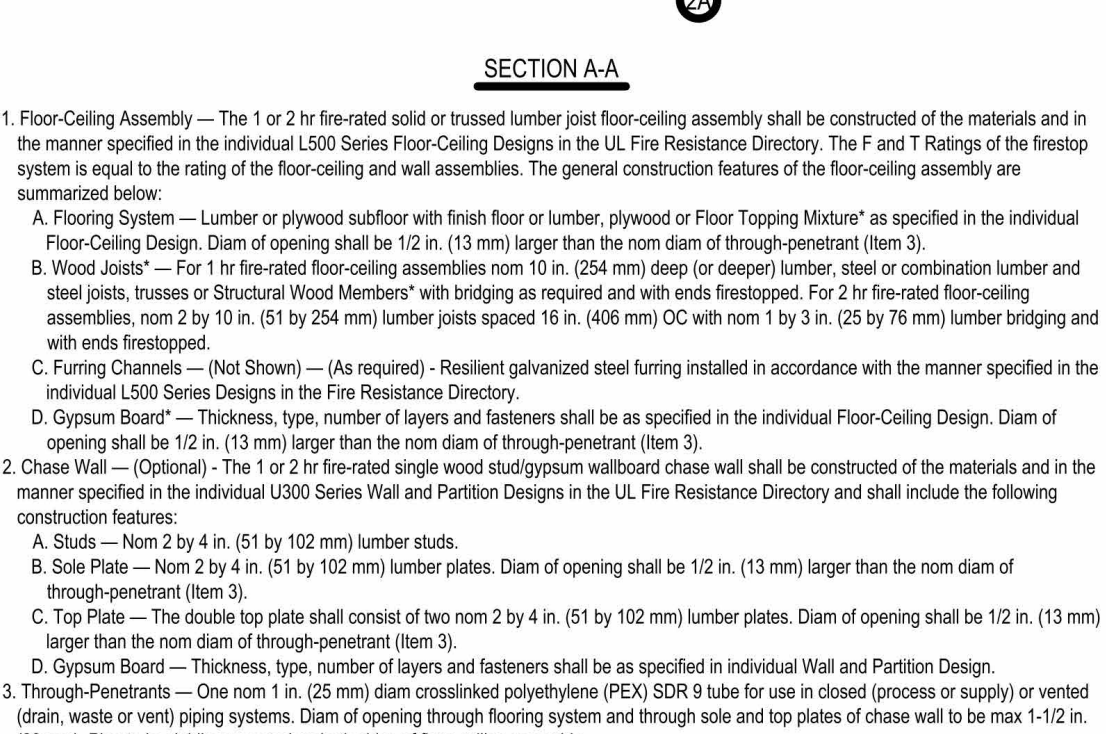 2A
SECTION A-A
1. Floor-Ceiling Assembly — The 1 or 2 hr fire-rated solid or trussed lumber joist floor-ceiling assembly shall be constructed of the materials and in
the manner specified in the individual L500 Series Floor-Ceiling Designs in the UL Fire Resistance Directory. The F and T Ratings of the firestop
system is equal to the rating of the floor-ceiling and wall assemblies. The general construction features of the floor-ceiling assembly are
summarized below:
A. Flooring System — Lumber or plywood subfloor with finish floor or lumber, plywood or Floor Topping Mixture* as specified in the individual
Floor-Ceiling Design. Diam of opening shall be 1/2 in. (13 mm) larger than the nom diam of through-penetrant (Item 3).
B. Wood Joists* — For 1 hr fire-rated floor-ceiling assemblies nom 10 in. (254 mm) deep (or deeper) lumber, steel or combination lumber and
steel joists, trusses or Structural Wood Members* with bridging as required and with ends firestopped. For 2 hr fire-rated floor-ceiling
assemblies, nom 2 by 10 in. (51 by 254 mm) lumber joists spaced 16 in. (406 mm) OC with nom 1 by 3 in. (25 by 76 mm) lumber bridging and
with ends firestopped.
C. Furring Channels — (Not Shown) — (As required) - Resilient galvanized steel furring installed in accordance with the manner specified in the
individual L500 Series Designs in the Fire Resistance Directory.
D. Gypsum Board* — Thickness, type, number of layers and fasteners shall be as specified in the individual Floor-Ceiling Design. Diam of
opening shall be 1/2 in. (13 mm) larger than the nom diam of through-penetrant (Item 3).
2. Chase Wall — (Optional) - The 1 or 2 hr fire-rated single wood stud/gypsum wallboard chase wall shall be constructed of the materials and in the
manner specified in the individual U300 Series Wall and Partition Designs in the UL Fire Resistance Directory and shall include the following
construction features:
A. Studs — Nom 2 by 4 in. (51 by 102 mm) lumber studs.
B. Sole Plate — Nom 2 by 4 in. (51 by 102 mm) lumber plates. Diam of opening shall be 1/2 in. (13 mm) larger than the nom diam of
through-penetrant (Item 3).
C. Top Plate — The double top plate shall consist of two nom 2 by 4 in. (51 by 102 mm) lumber plates. Diam of opening shall be 1/2 in. (13 mm)
larger than the nom diam of through-penetrant (Item 3).
D. Gypsum Board — Thickness, type, number of layers and fasteners shall be as specified in individual Wall and Partition Design.
3. Through-Penetrants — One nom 1 in. (25 mm) diam crosslinked polyethylene (PEX) SDR 9 tube for use in closed (process or supply) or vented
(drain, waste or vent) piping systems. Diam of opening through flooring system and through sole and top plates of chase wall to be max 1-1/2 in.